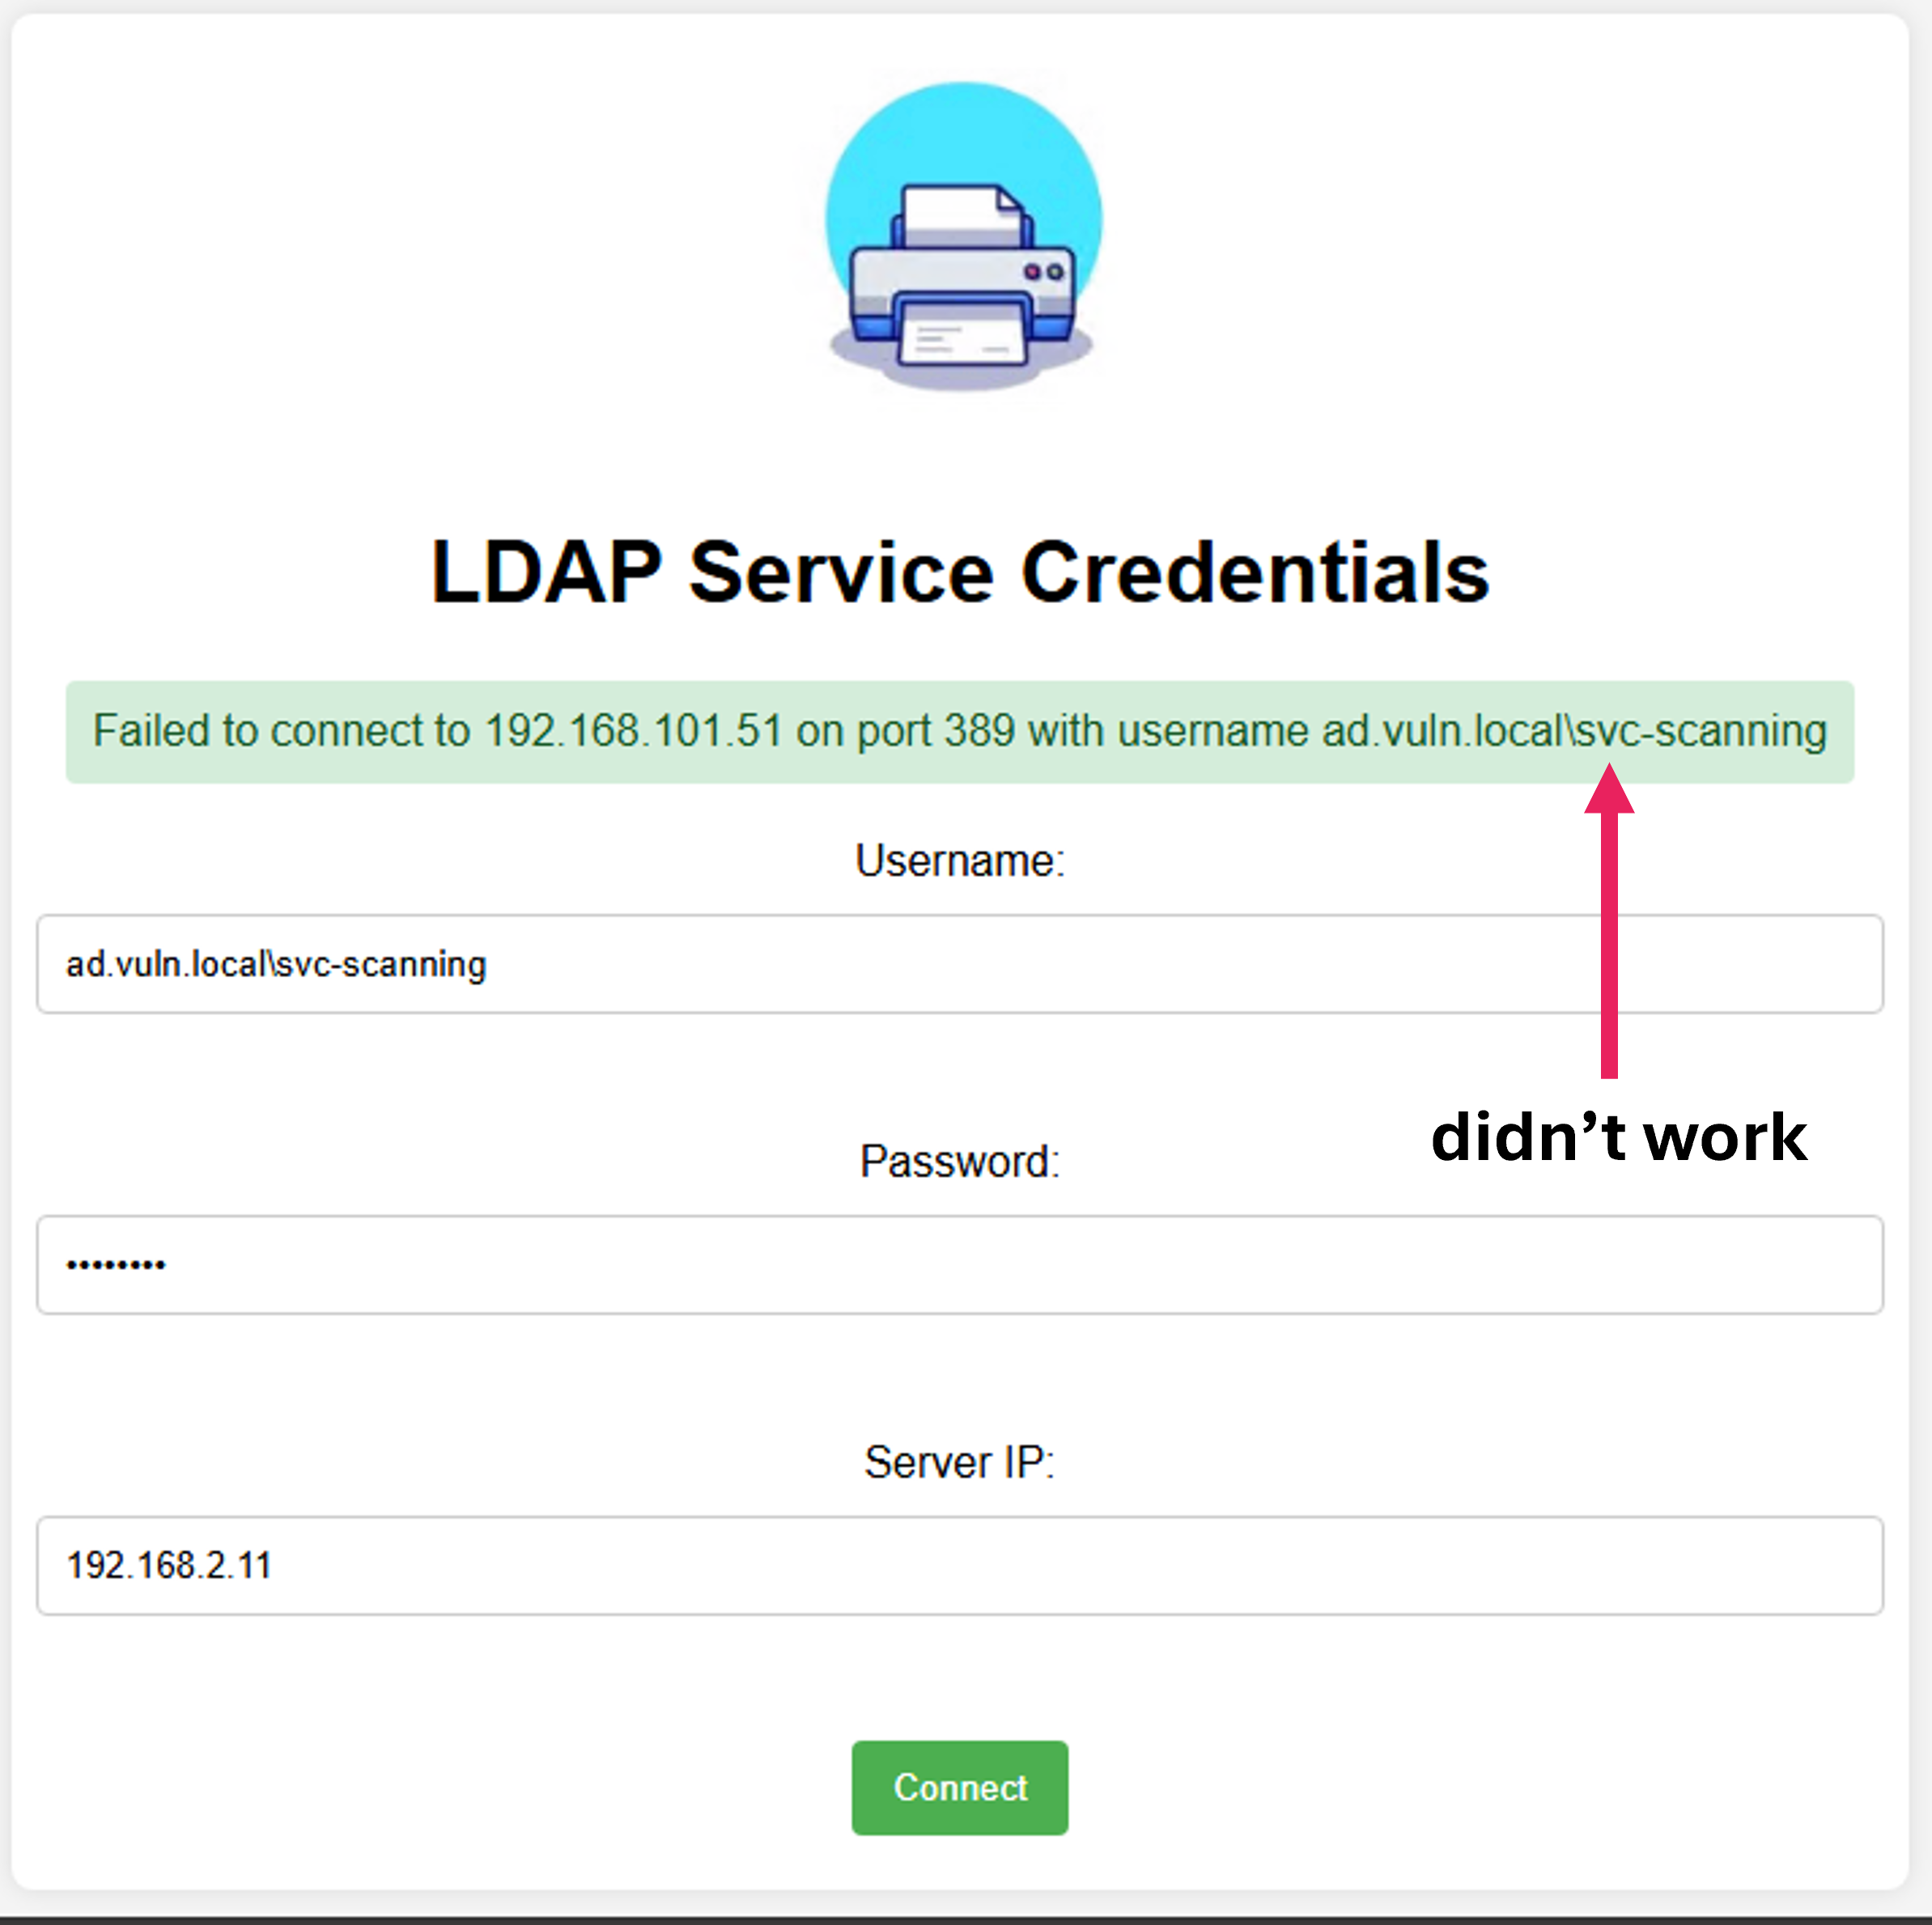 LDAP Service Credentials
Failed to connect to 192.168.101.51 on port 389 with username ad.vuln.local\svc-scanning
Username:
ad.vuln.local\svc-scanning
didn’t work
Password:
••••••••
Server IP:
192.168.2.11
Connect